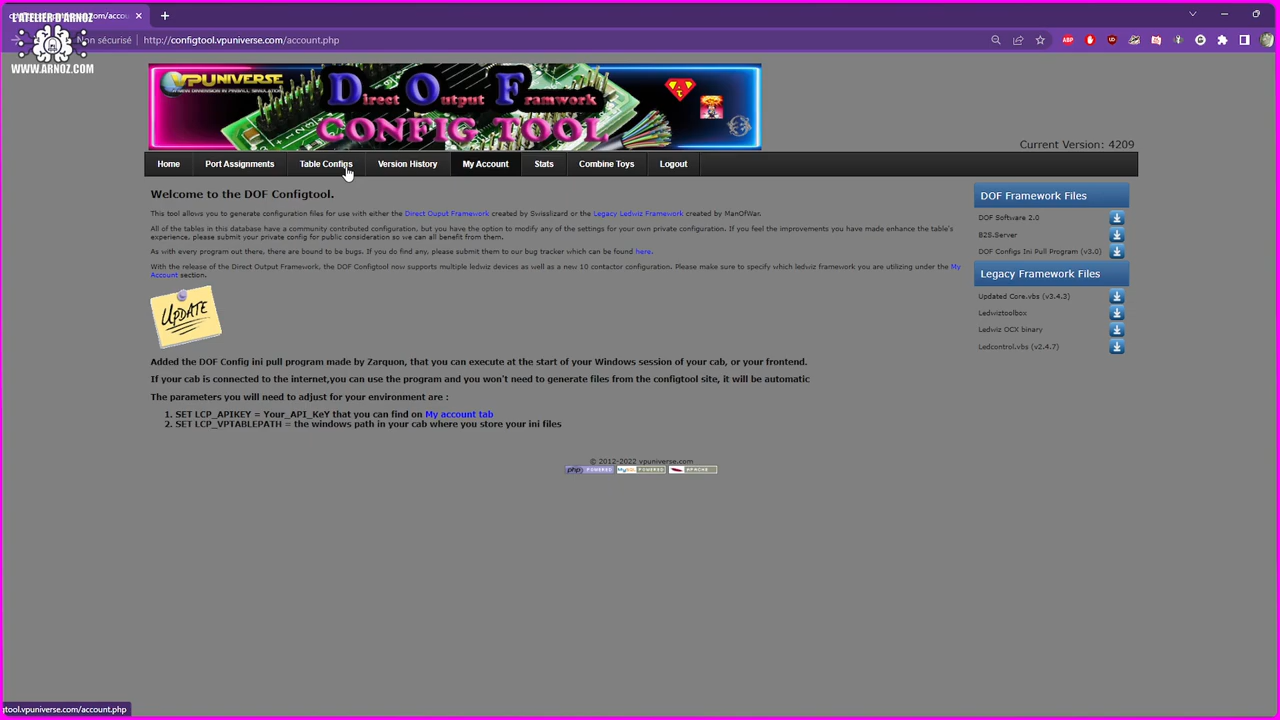 L'ATELIER D'ARNOZ
WWW.ARNOZ.COM
Non sécurisé
http://configtool.vpuniverse.com/account.php
ABP
VPUNIVERSE
A NEW DIMENSION IN PINBALL SIMULATION
Direct Output Framwork
CONFIG TOOL
Current Version: 4209
Home
Port Assignments
Table Configs
Version History
My Account
Stats
Combine Toys
Logout
Welcome to the DOF Configtool.
This tool allows you to generate configuration files for use with either the Direct Ouput Framework created by Swisslizard or the Legacy Ledwiz Framework created by ManOfWar.
All of the tables in this database have a community contributed configuration, but you have the option to modify any of the settings for your own private configuration. If you feel the improvements you have made enhance the table's
experience, please submit your private config for public consideration so we can all benefit from them.
As with every program out there, there are bound to be bugs. If you do find any, please submit them to our bug tracker which can be found here.
With the release of the Direct Output Framework, the DOF Configtool now supports multiple ledwiz devices as well as a new 10 contactor configuration. Please make sure to specify which ledwiz framework you are utilizing under the My
Account section.
UPDATE
Added the DOF Config ini pull program made by Zarquon, that you can execute at the start of your Windows session of your cab, or your frontend.
If your cab is connected to the internet,you can use the program and you won't need to generate files from the configtool site, it will be automatic
The parameters you will need to adjust for your environment are :
1. SET LCP_APIKEY = Your_API_KeY that you can find on My account tab
2. SET LCP_VPTABLEPATH = the windows path in your cab where you store your ini files
DOF Framework Files
DOF Software 2.0
B2S.Server
DOF Configs Ini Pull Program (v3.0)
Legacy Framework Files
Updated Core.vbs (v3.4.3)
Ledwiztoolbox
Ledwiz OCX binary
Ledcontrol.vbs (v2.4.7)
© 2012-2022 vpuniverse.com
php POWERED
MySQL POWERED
APACHE
gtool.vpuniverse.com/account.php